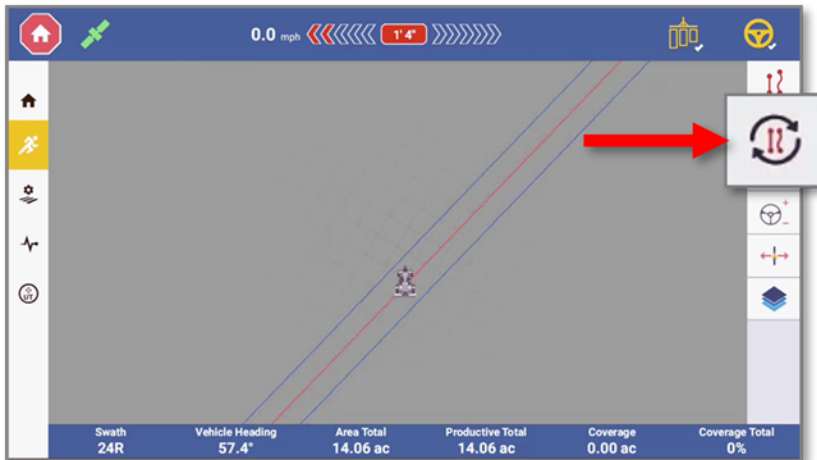 0.0 mph 1' 4"
UT
Swath Vehicle Heading Area Total Productive Total Coverage Coverage Total
24R 57.4° 14.06 ac 14.06 ac 0.00 ac 0%